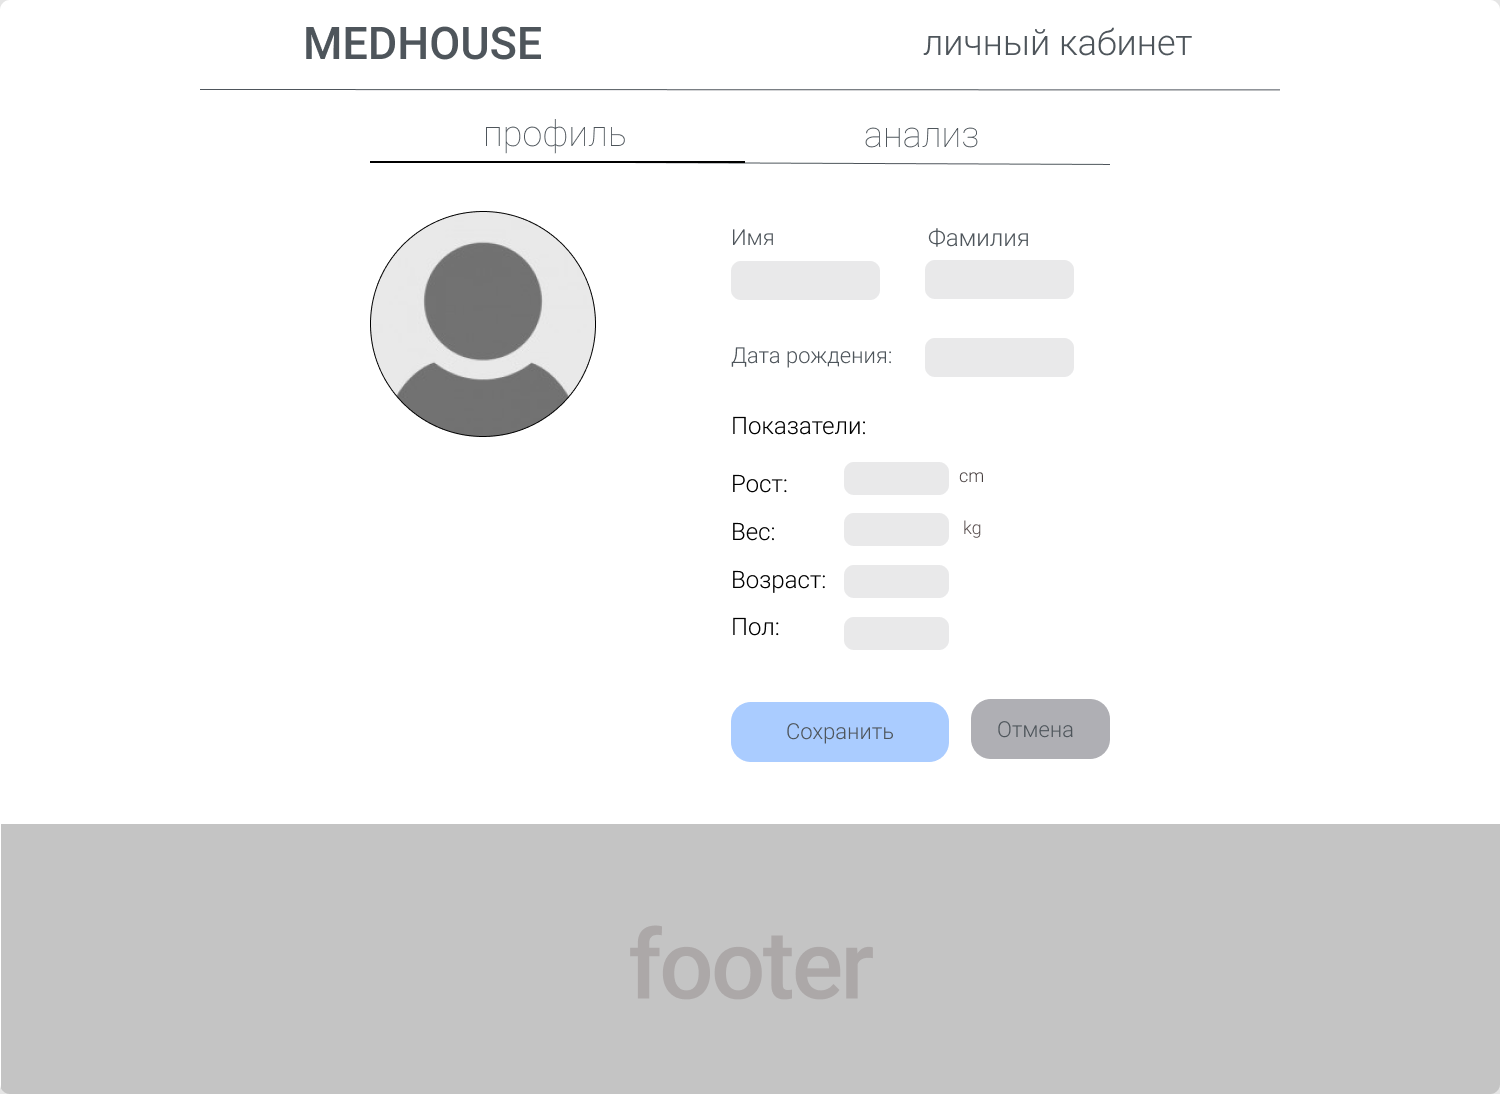 MEDHOUSE
личный кабинет
профиль
анализ
Имя
Фамилия
Дата рождения:
Показатели:
Рост:
cm
Вес:
kg
Возраст:
Пол:
Сохранить
Отмена
footer